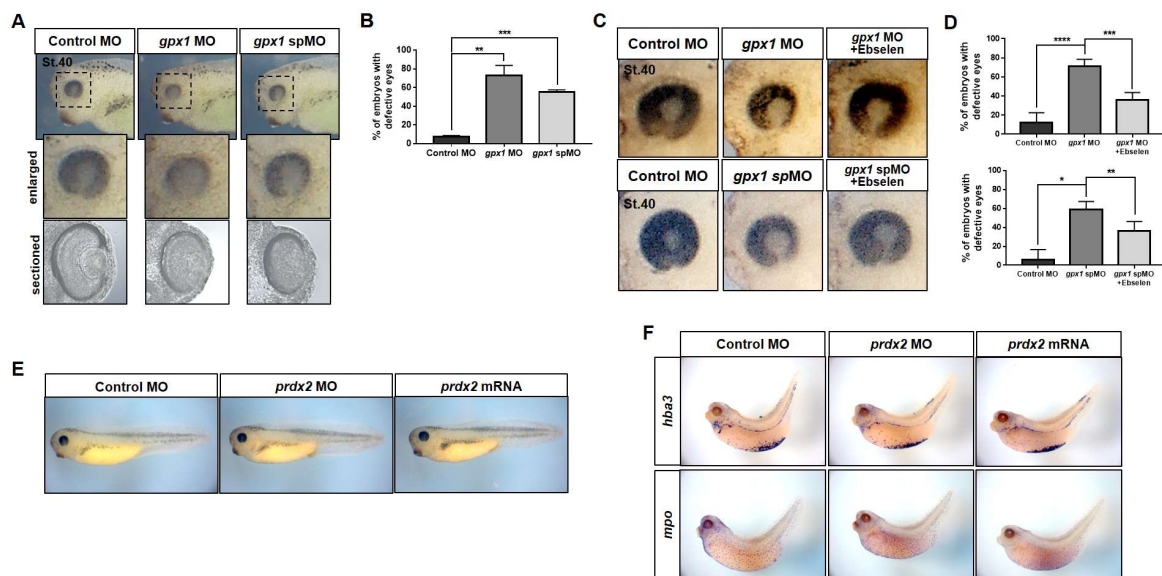 A
Control MO
gpx1 MO
gpx1 spMO
St.40
enlarged
sectioned
B
% of embryos with
defective eyes
100
80
60
40
20
0
**
***
Control MO
gpx1 MO
gpx1 spMO
C
Control MO
gpx1 MO
gpx1 MO
+Ebselen
St.40
Control MO
gpx1 spMO
gpx1 spMO
+Ebselen
St.40
D
% of embryos with
defective eyes
100
80
60
40
20
0
****
***
Control MO
gpx1 MO
gpx1 MO
+Ebselen
% of embryos with
defective eyes
100
80
60
40
20
0
*
**
Control MO
gpx1 spMO
gpx1 spMO
+Ebselen
E
Control MO
prdx2 MO
prdx2 mRNA
F
Control MO
prdx2 MO
prdx2 mRNA
hba3
mpo